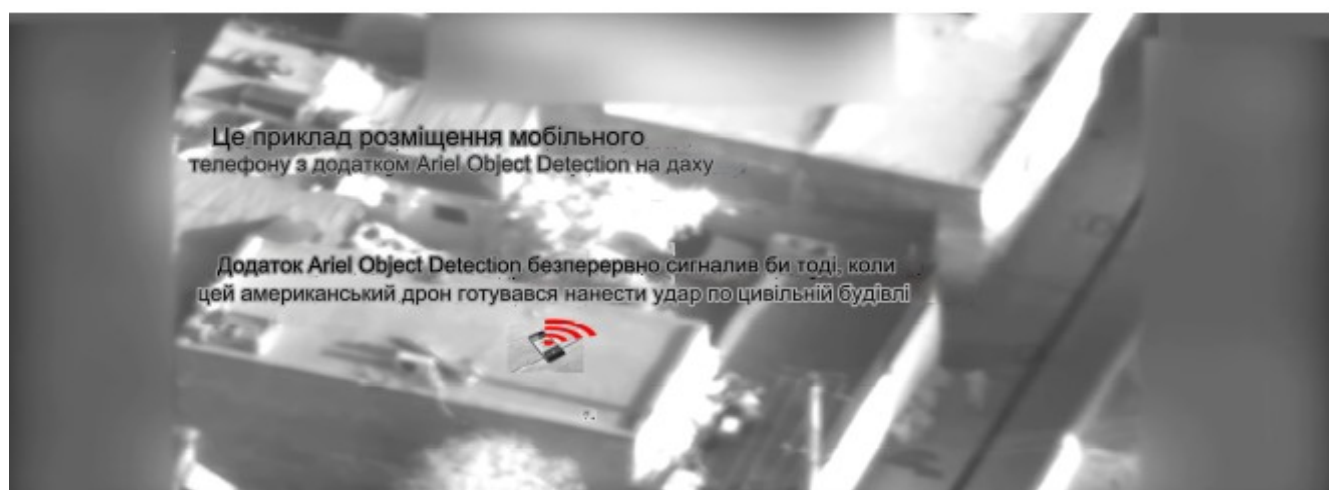 Це приклад розміщення мобільного
телефону з додатком Ariel Object Detection на даху
Додаток Ariel Object Detection безперервно сигналив би тоді, коли
цей американський дрон готувався нанести удар по цивільній будівлі